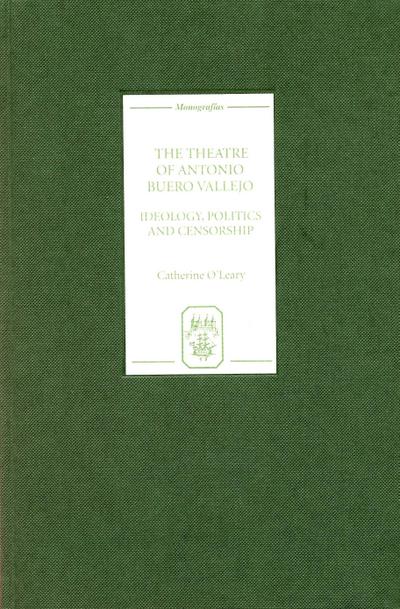 Monografías
THE THEATRE
OF ANTONIO
BUERO VALLEJO
IDEOLOGY, POLITICS
AND CENSORSHIP
Catherine O'Leary